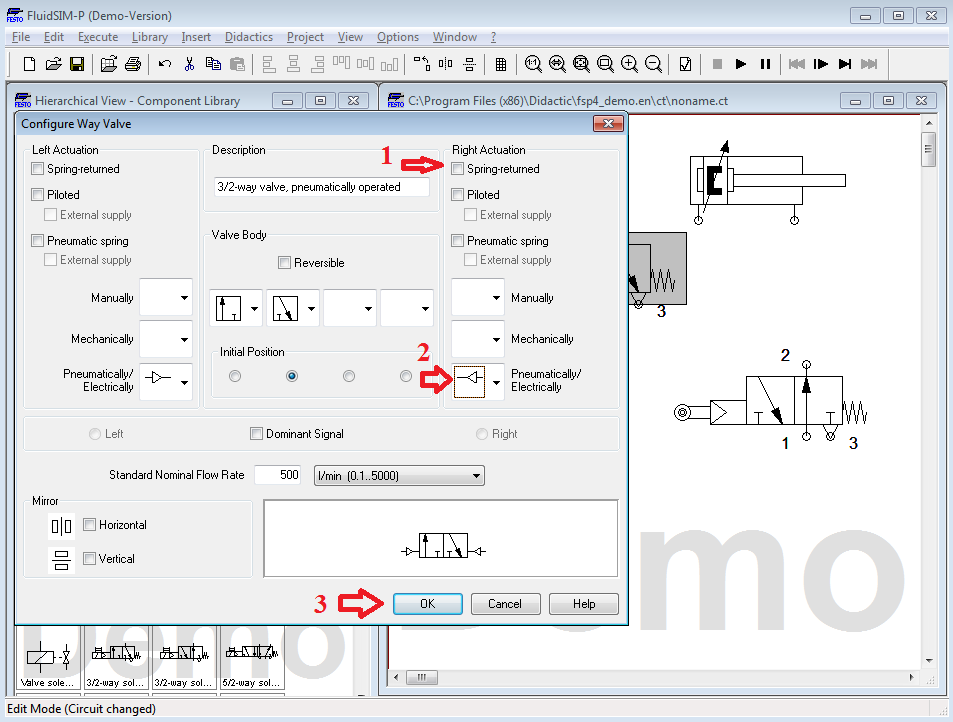 FluidSIM-P (Demo-Version)
File Edit Execute Library Insert Didactics Project View Options Window ?
Hierarchical View - Component Library
C:\Program Files (x86)\Didactic\fsp4_demo.en\ct\noname.ct
Configure Way Valve
Left Actuation
Spring-returned
Piloted
External supply
Pneumatic spring
External supply
Manually
Mechanically
Pneumatically/
Electrically
Description
3/2-way valve, pneumatically operated
Valve Body
Reversible
Initial Position
1
Right Actuation
Spring-returned
Piloted
External supply
Pneumatic spring
External supply
Manually
Mechanically
2
Pneumatically/
Electrically
Left
Dominant Signal
Right
Standard Nominal Flow Rate 500 l/min (0.1..5000)
Mirror
Horizontal
Vertical
3
OK Cancel Help
3
2
1
3
Demo
Demo
Valve sole...
3/2-way sol...
3/2-way sol...
5/2-way sol...
Edit Mode (Circuit changed)